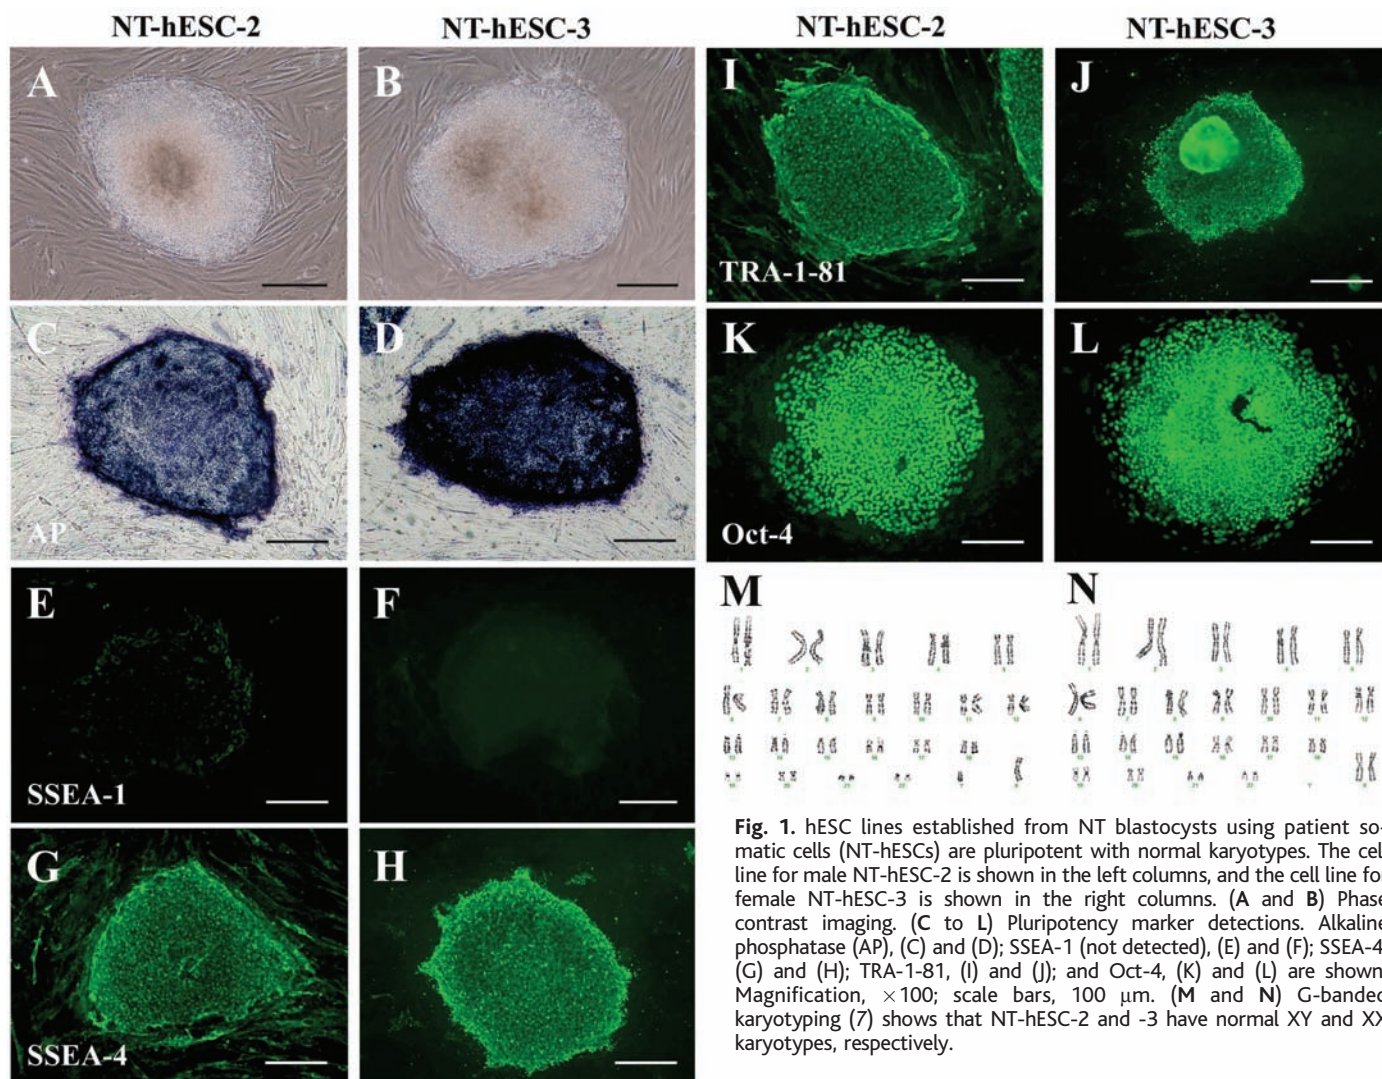 NT-hESC-2 NT-hESC-3 NT-hESC-2 NT-hESC-3
A B I J
TRA-1-81
C D K L
AP Oct-4
E F M N
SSEA-1
G H
SSEA-4
Fig. 1. hESC lines established from NT blastocysts using patient so-
matic cells (NT-hESCs) are pluripotent with normal karyotypes. The cel
line for male NT-hESC-2 is shown in the left columns, and the cell line fo
female NT-hESC-3 is shown in the right columns. (A and B) Phase
contrast imaging. (C to L) Pluripotency marker detections. Alkaline
phosphatase (AP), (C) and (D); SSEA-1 (not detected), (E) and (F); SSEA-4
(G) and (H); TRA-1-81, (I) and (J); and Oct-4, (K) and (L) are shown
Magnification, ×100; scale bars, 100 μm. (M and N) G-banded
karyotyping (7) shows that NT-hESC-2 and -3 have normal XY and XX
karyotypes, respectively.